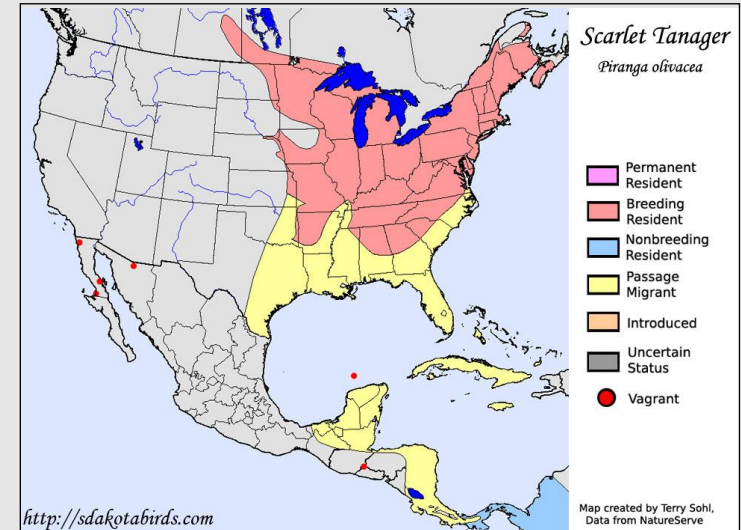 Scarlet Tanager
Piranga olivacea
Permanent
Resident
Breeding
Resident
Nonbreeding
Resident
Passage
Migrant
Introduced
Uncertain
Status
Vagrant
http://sdakotabirds.com
Map created by Terry Sohl,
Data from NatureServe